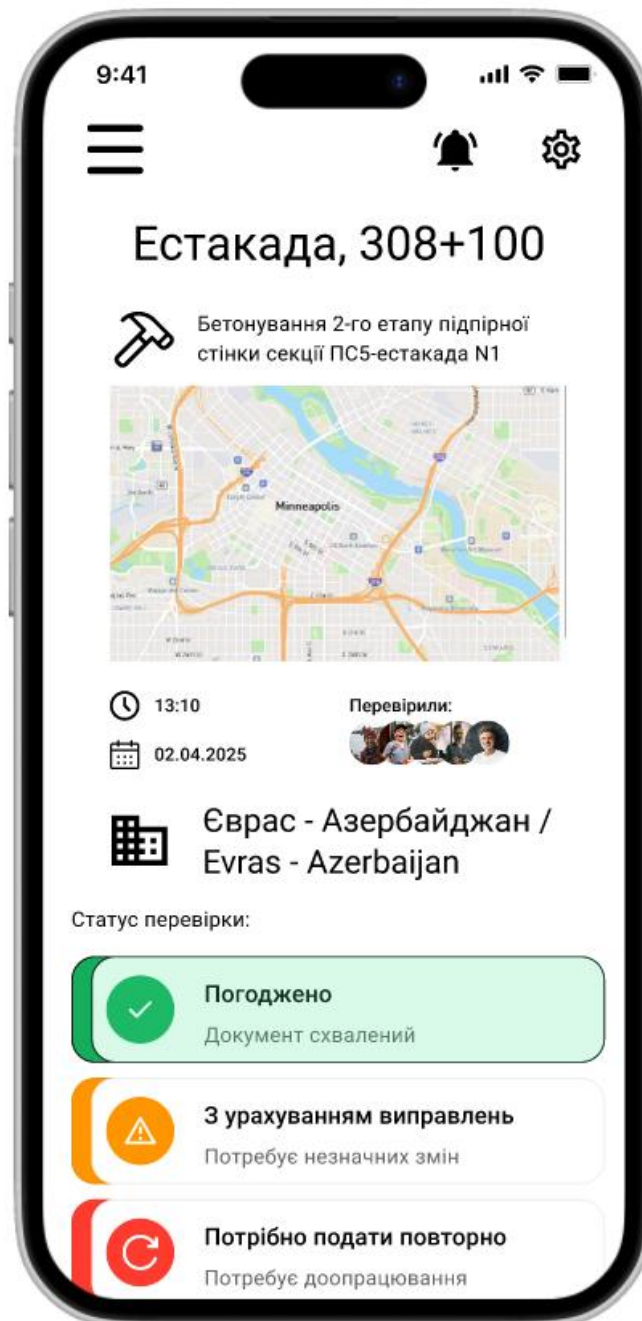 9:41
Естакада, 308+100
Бетонування 2-го етапу підпірної
стінки секції ПС5-естакада N1
Minneapolis
13:10
Перевірили:
02.04.2025
Єврас - Азербайджан /
Evras - Azerbaijan
Статус перевірки:
Погоджено
Документ схвалений
З урахуванням виправлень
Потребує незначних змін
Потрібно подати повторно
Потребує доопрацювання